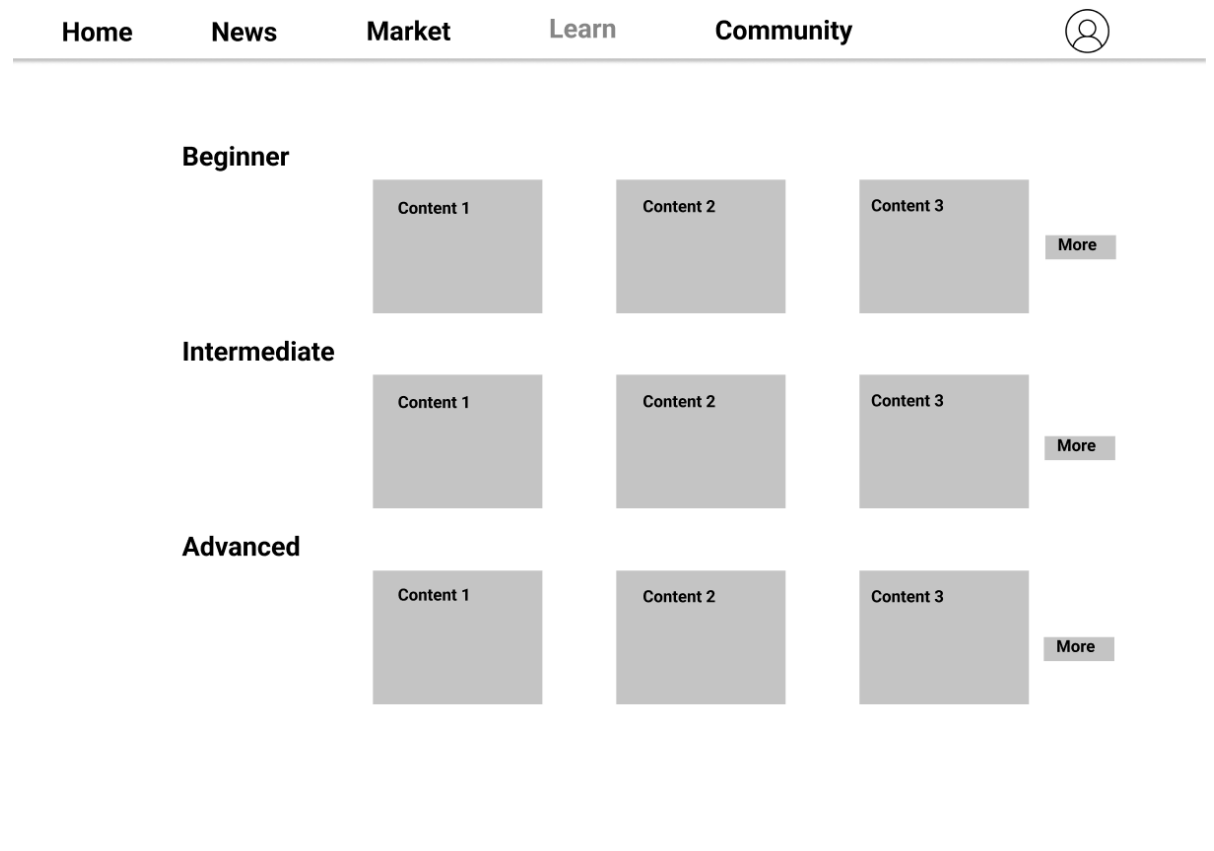 Home News Market Learn Community
Beginner
Content 1 Content 2 Content 3
More
Intermediate
Content 1 Content 2 Content 3
More
Advanced
Content 1 Content 2 Content 3
More